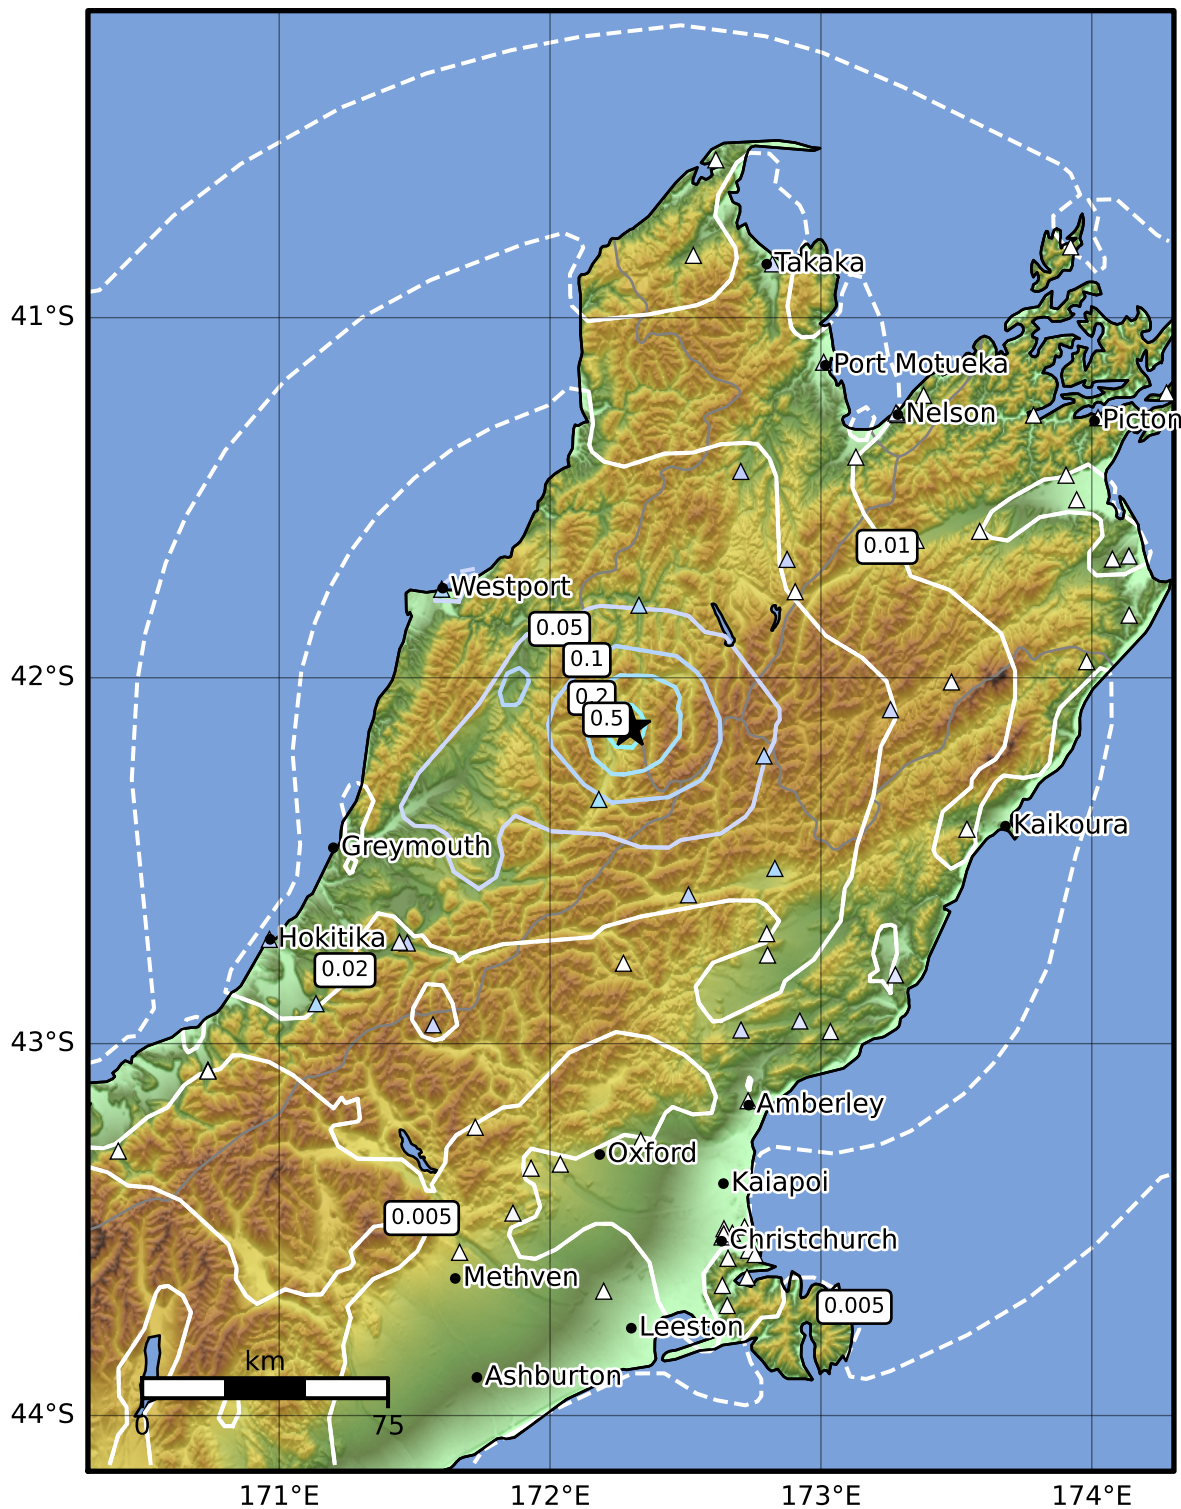 41°S
42°S
43°S
44°S
171°E
172°E
173°E
174°E
Takaka
Port Motueka
Nelson
Picton
0.01
Westport
0.05
0.1
0.2
0.5
Kaikoura
Greymouth
Hokitika
0.02
Amberley
Oxford
Kaiapoi
0.005
Christchurch
Methven
0.005
Leeston
km
Ashburton
0
75